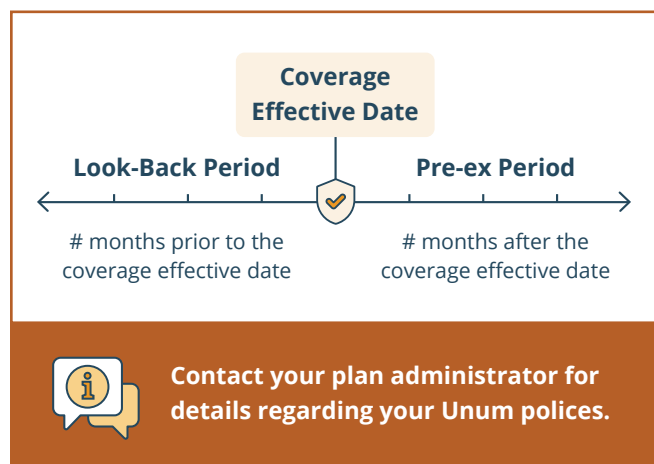 Coverage
Effective Date
Look-Back Period
Pre-ex Period
# months prior to the
coverage effective date
# months after the
coverage effective date
i
Contact your plan administrator for
details regarding your Unum polices.